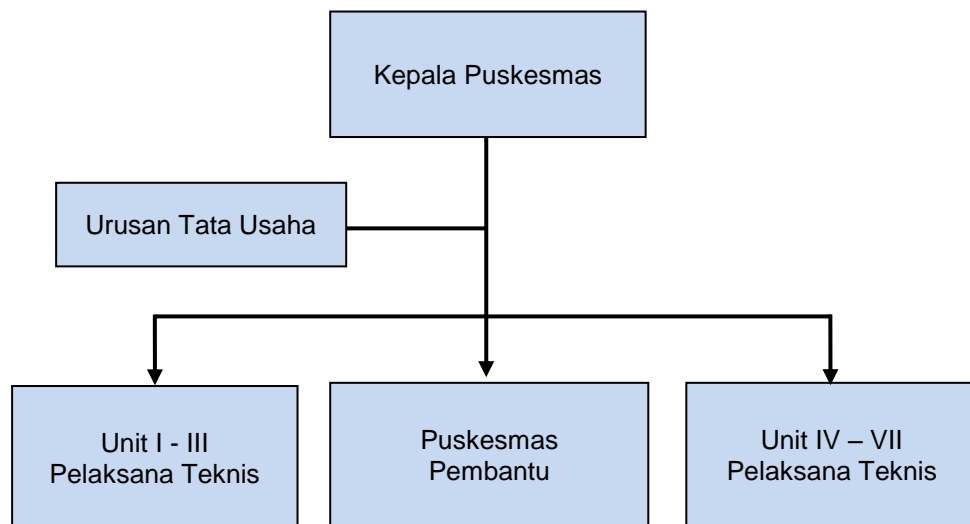 Kepala Puskesmas
Urusan Tata Usaha
Unit I - III
Pelaksana Teknis
Puskesmas
Pembantu
Unit IV – VII
Pelaksana Teknis